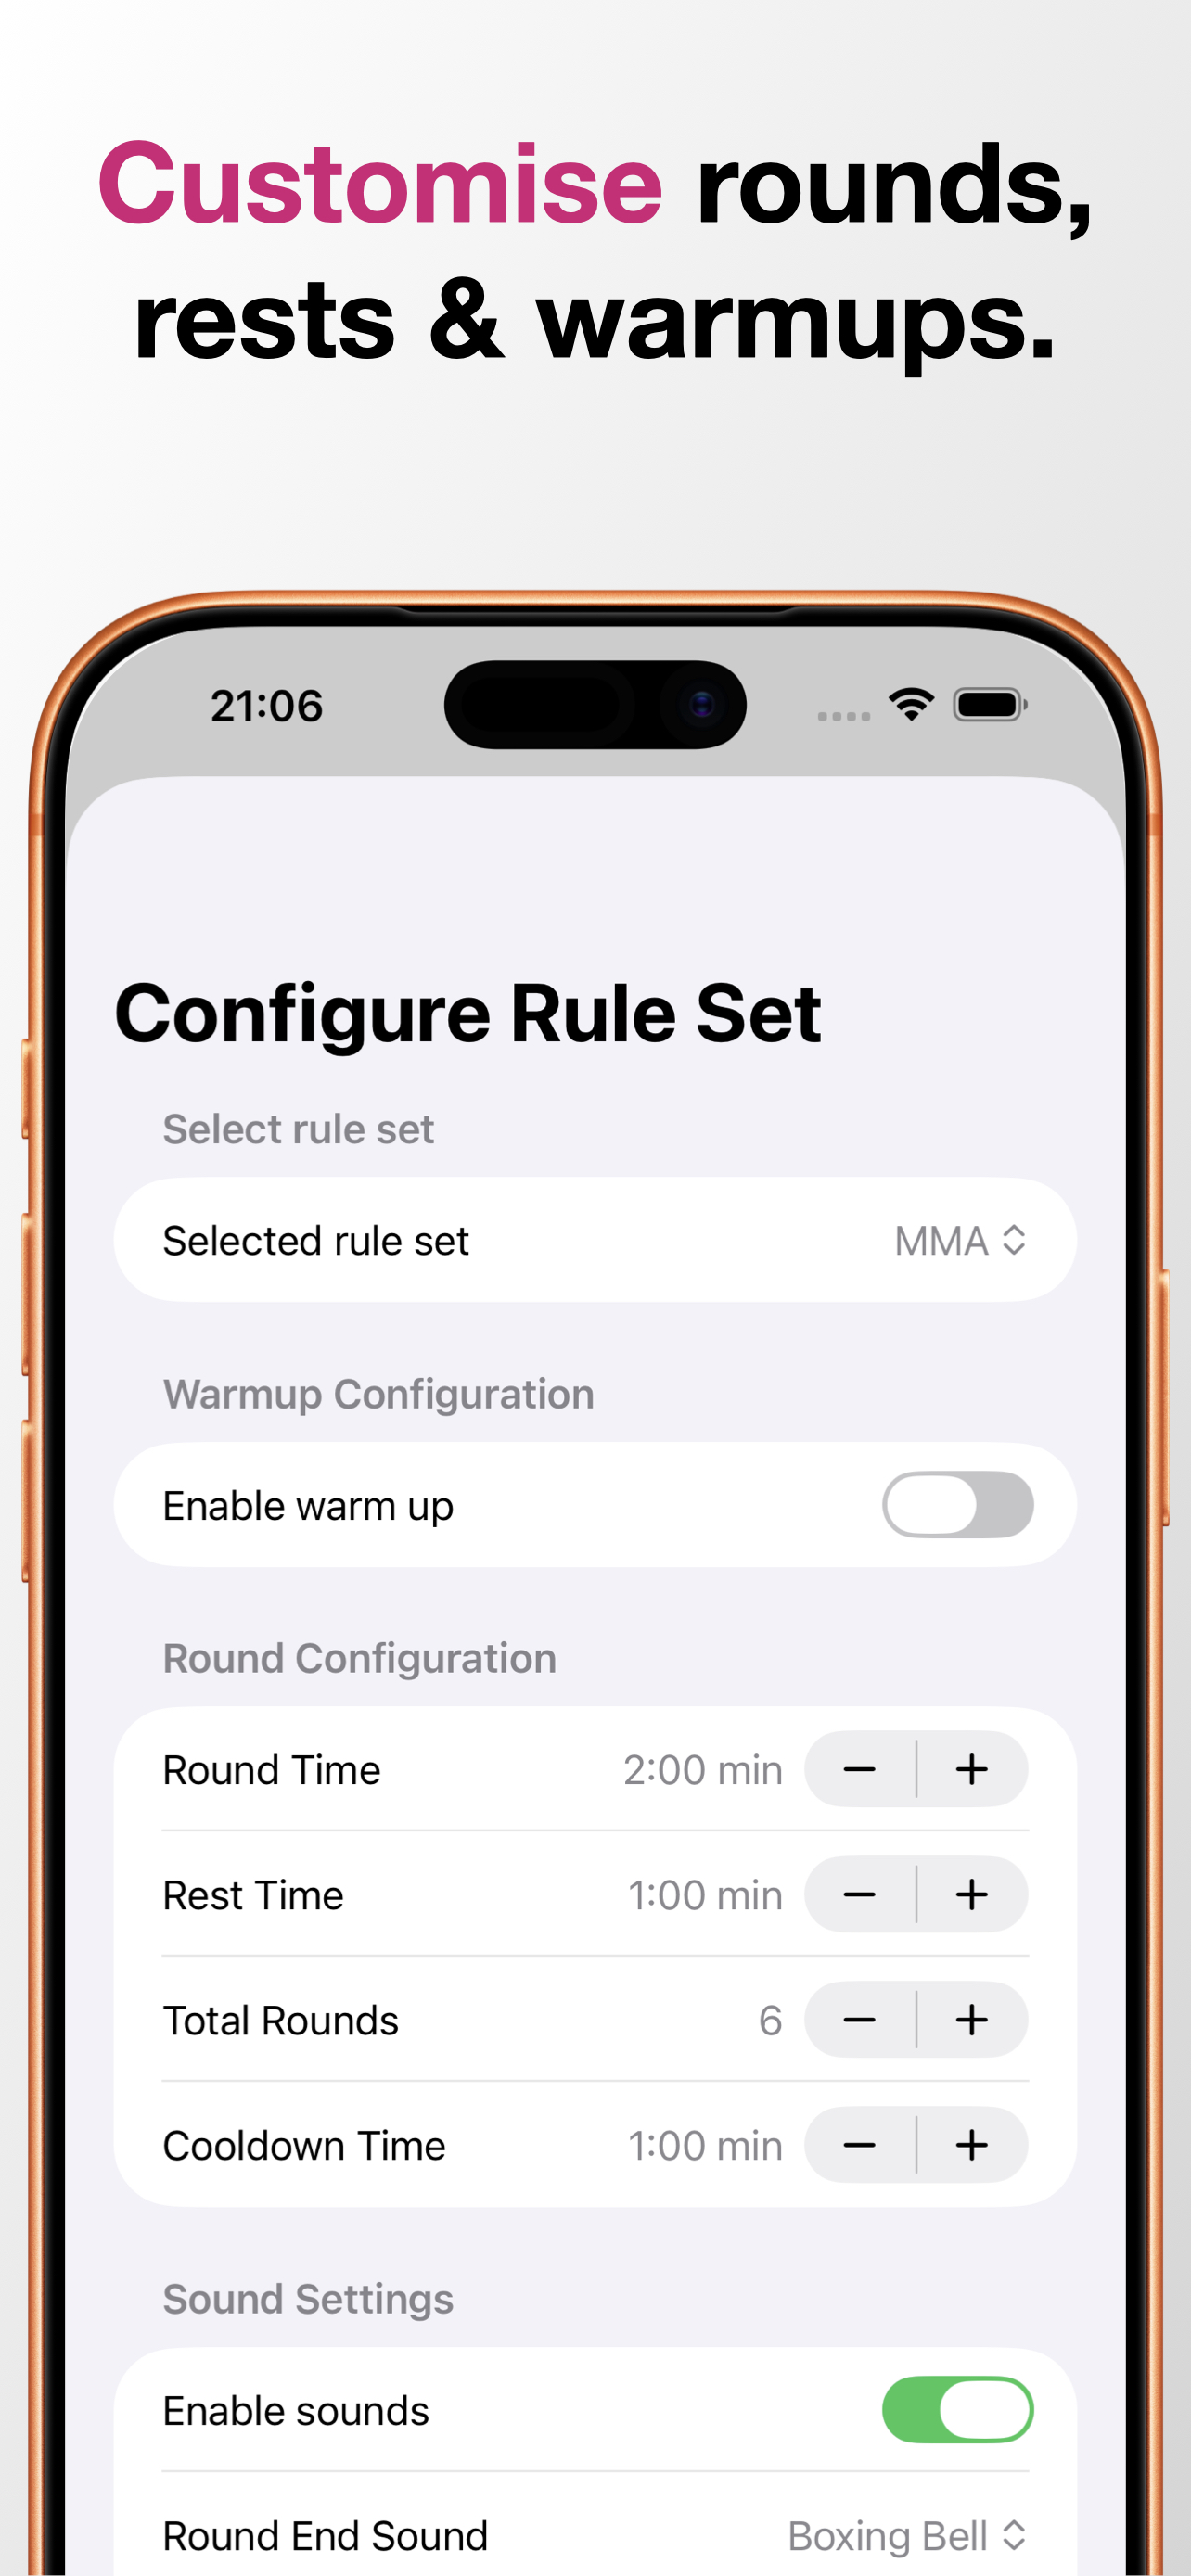 Customise rounds,
rests & warmups.
21:06
Configure Rule Set
Select rule set
Selected rule set MMA
Warmup Configuration
Enable warm up
Round Configuration
Round Time 2:00 min − +
Rest Time 1:00 min − +
Total Rounds 6 − +
Cooldown Time 1:00 min − +
Sound Settings
Enable sounds
Round End Sound Boxing Bell